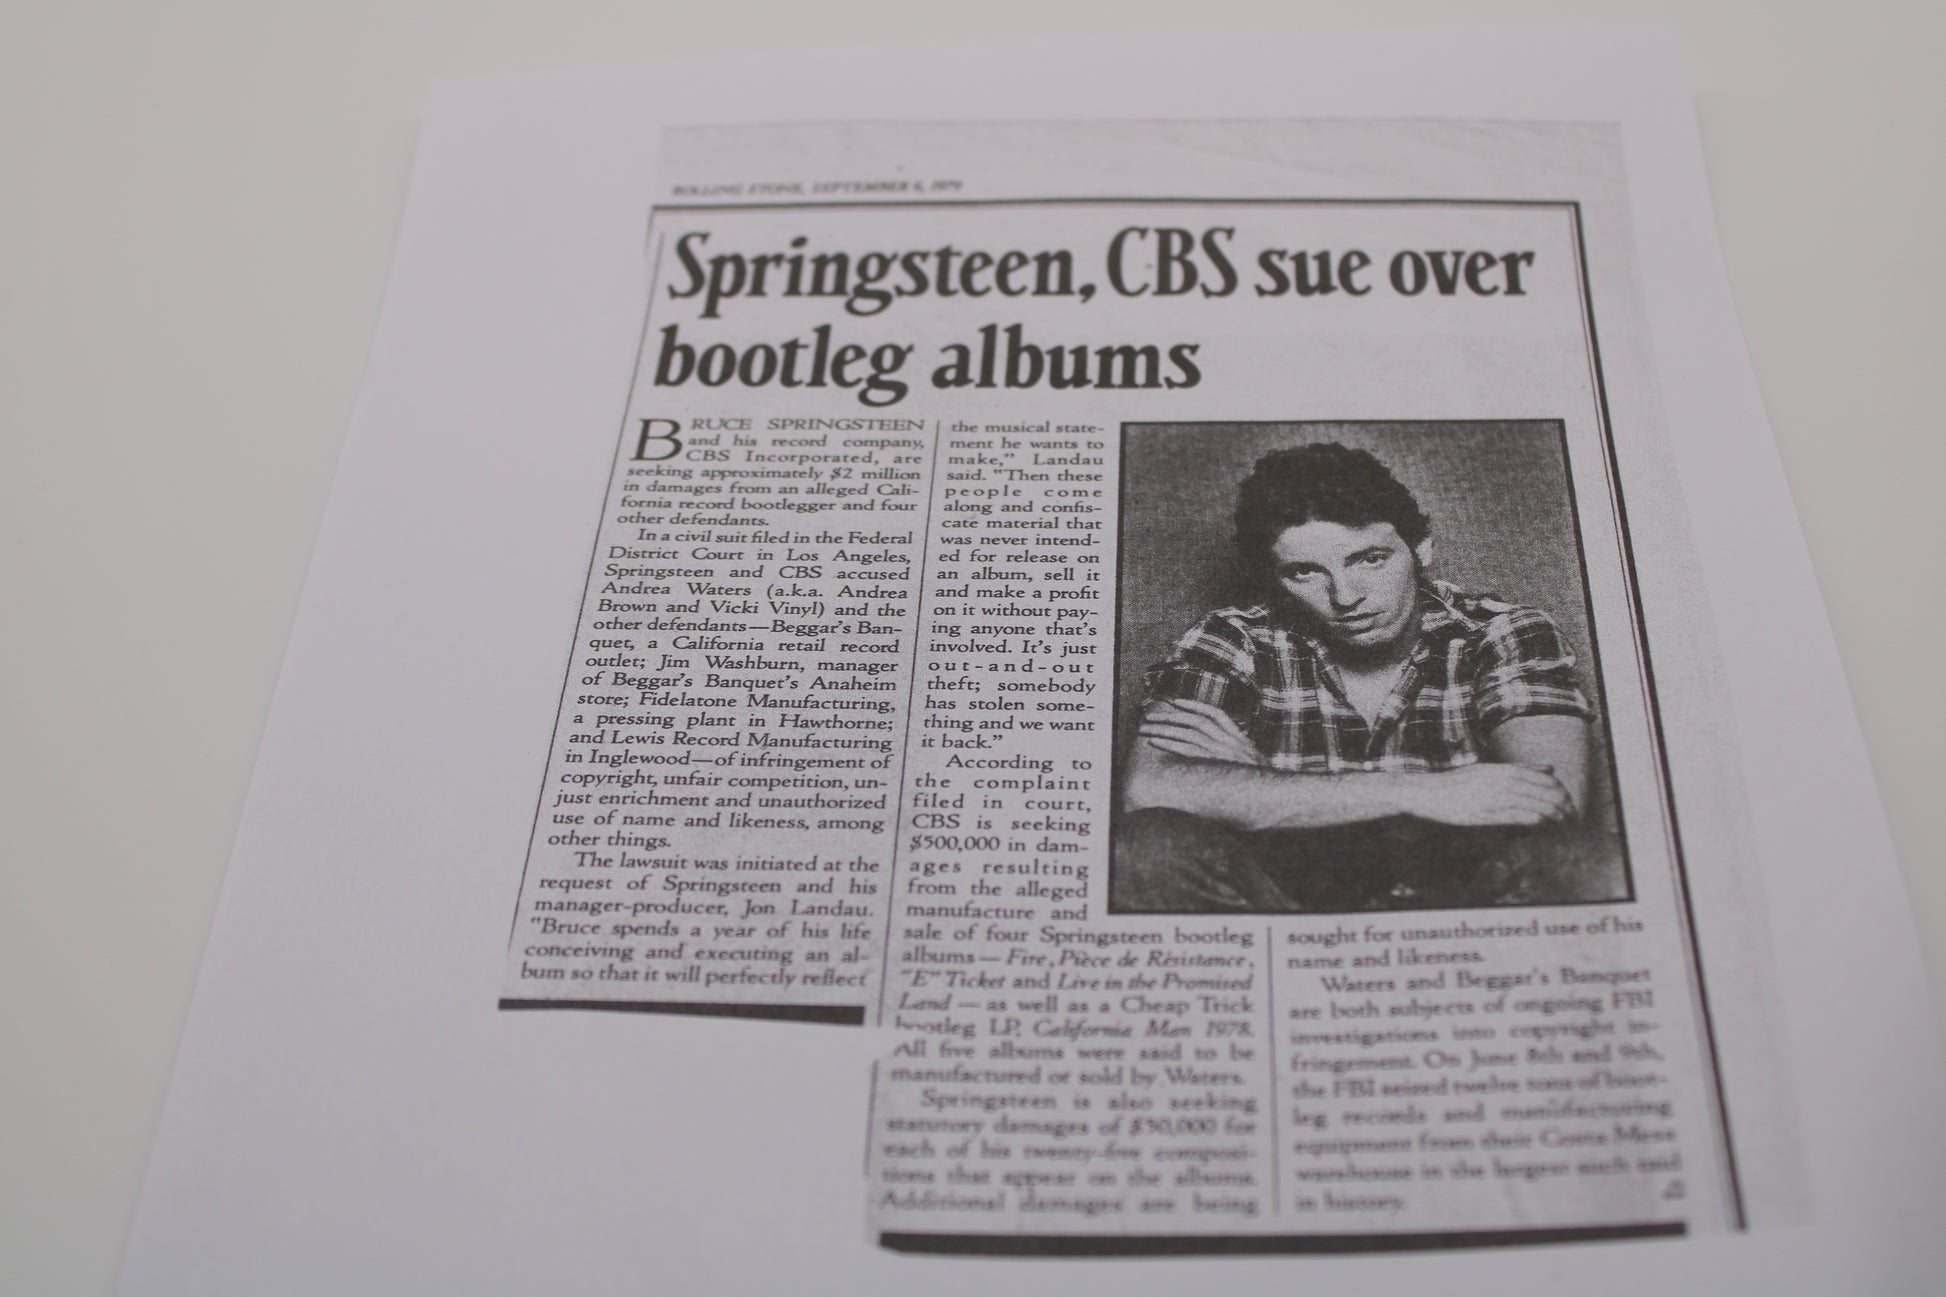 ROLLING STONE, SEPTEMBER 6, 1979
Springsteen, CBS sue over
bootleg albums
BRUCE SPRINGSTEEN
and his record company,
CBS Incorporated, are
seeking approximately $2 million
in damages from an alleged Cali-
fornia record bootlegger and four
other defendants.
In a civil suit filed in the Federal
District Court in Los Angeles,
Springsteen and CBS accused
Andrea Waters (a.k.a. Andrea
Brown and Vicki Vinyl) and the
other defendants—Beggar's Ban-
quet, a California retail record
outlet; Jim Washburn, manager
of Beggar's Banquet's Anaheim
store; Fidelatone Manufacturing,
a pressing plant in Hawthorne;
and Lewis Record Manufacturing
in Inglewood—of infringement of
copyright, unfair competition, un-
just enrichment and unauthorized
use of name and likeness, among
other things.
The lawsuit was initiated at the
request of Springsteen and his
manager-producer, Jon Landau.
"Bruce spends a year of his life
conceiving and executing an al-
bum so that it will perfectly reflect
the musical state-
ment he wants to
make," Landau
said. "Then these
people come
along and confis-
cate material that
was never intend-
ed for release on
an album, sell it
and make a profit
on it without pay-
ing anyone that's
involved. It's just
out-and-out
theft; somebody
has stolen some-
thing and we want
it back."
According to
the complaint
filed in court,
CBS is seeking
$500,000 in dam-
ages resulting
from the alleged
manufacture and
sale of four Springsteen bootleg
albums—Fire, Pièce de Résistance,
"E" Ticket and Live in the Promised
Land—as well as a Cheap Trick
bootleg LP, California Man 1978.
All five albums were said to be
manufactured or sold by Waters.
Springsteen is also seeking
statutory damages of $50,000 for
each of his twenty-five composi-
tions that appear on the albums.
Additional damages are being
sought for unauthorized use of his
name and likeness.
Waters and Beggar's Banquet
are both subjects of ongoing FBI
investigations into copyright in-
fringement. On June 8th and 9th,
the FBI seized twelve tons of boot-
leg records and manufacturing
equipment from their Costa Mesa
warehouse in the largest such raid
in history.